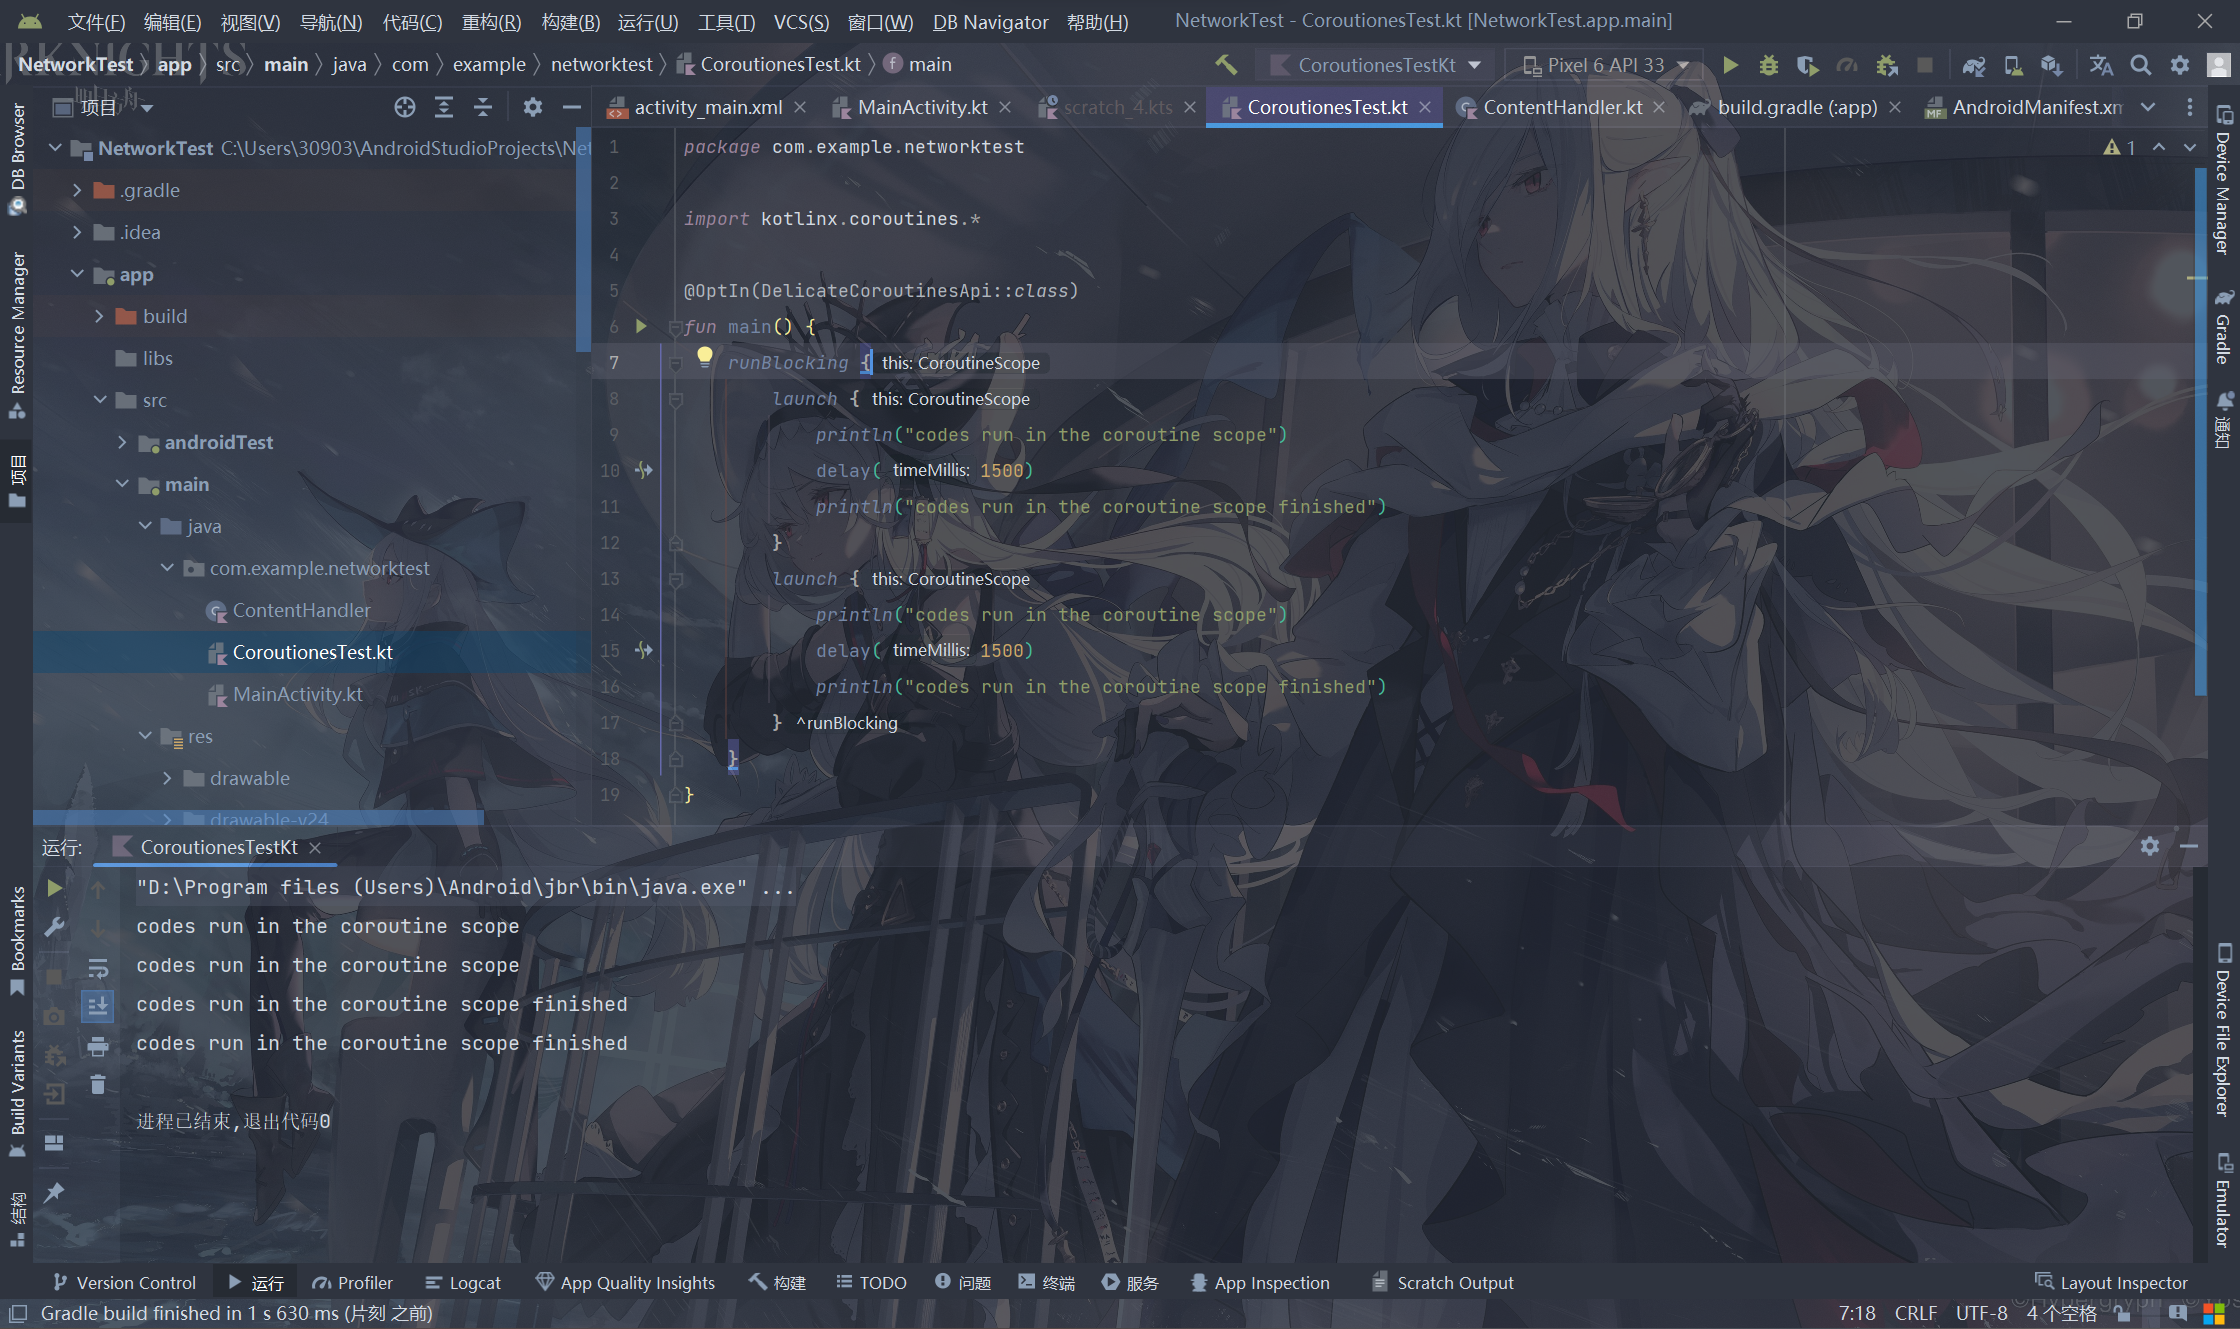 文件(F) 编辑(E) 视图(V) 导航(N) 代码(C) 重构(R) 构建(B) 运行(U) 工具(T) VCS(S) 窗口(W) DB Navigator 帮助(H) NetworkTest - CoroutionesTest.kt [NetworkTest.app.main]
NetworkTest app src main java com example networktest CoroutionesTest.kt main CoroutionesTestKt Pixel 6 API 33
项目
activity_main.xml MainActivity.kt scratch_4.kts CoroutionesTest.kt ContentHandler.kt build.gradle (:app) AndroidManifest.xm
DB Browser
Resource Manager
项目
Bookmarks
Build Variants
结构
NetworkTest C:\Users\30903\AndroidStudioProjects\Net
.gradle
.idea
app
build
libs
src
androidTest
main
java
com.example.networktest
ContentHandler
CoroutionesTest.kt
MainActivity.kt
res
drawable
drawable-v24
1 package com.example.networktest
2
3 import kotlinx.coroutines.*
4
5 @OptIn(DelicateCoroutinesApi::class)
6 fun main() {
7 runBlocking { this: CoroutineScope
8 launch { this: CoroutineScope
9 println("codes run in the coroutine scope")
10 delay( timeMillis: 1500)
11 println("codes run in the coroutine scope finished")
12 }
13 launch { this: CoroutineScope
14 println("codes run in the coroutine scope")
15 delay( timeMillis: 1500)
16 println("codes run in the coroutine scope finished")
17 } ^runBlocking
18 }
19 }
1
Device Manager
Gradle
通知
Device File Explorer
Emulator
运行: CoroutionesTestKt
"D:\Program files (Users)\Android\jbr\bin\java.exe" ...
codes run in the coroutine scope
codes run in the coroutine scope
codes run in the coroutine scope finished
codes run in the coroutine scope finished
进程已结束,退出代码0
Version Control 运行 Profiler Logcat App Quality Insights 构建 TODO 问题 终端 服务 App Inspection Scratch Output Layout Inspector
Gradle build finished in 1 s 630 ms (片刻 之前) 7:18 CRLF UTF-8 4 个空格